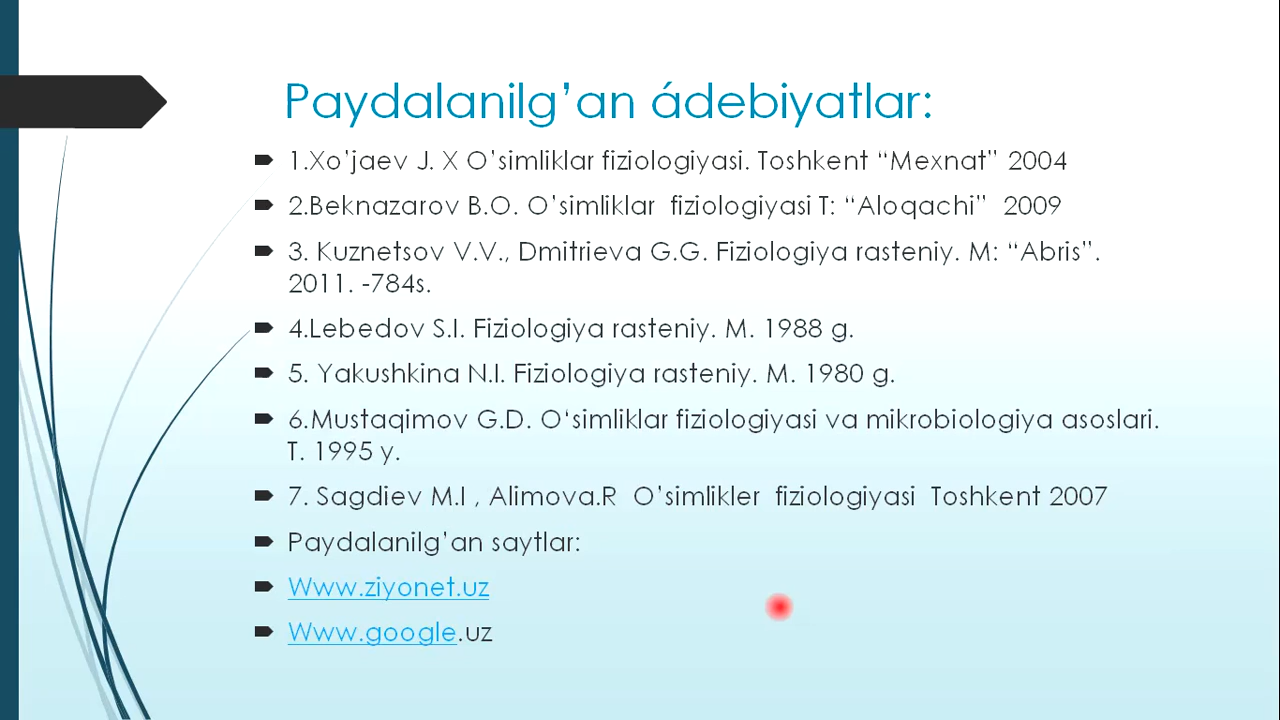 Paydalanilg’an ádebiyatlar:
1.Xo’jaev J. X O’simliklar fiziologiyasi. Toshkent “Mexnat” 2004
2.Beknazarov B.O. O’simliklar  fiziologiyasi T: “Aloqachi”  2009
3. Kuznetsov V.V., Dmitrieva G.G. Fiziologiya rasteniy. M: “Abris”.
2011. -784s.
4.Lebedov S.I. Fiziologiya rasteniy. M. 1988 g.
5. Yakushkina N.I. Fiziologiya rasteniy. M. 1980 g.
6.Mustaqimov G.D. O‘simliklar fiziologiyasi va mikrobiologiya asoslari.
T. 1995 y.
7. Sagdiev M.I , Alimova.R  O’simlikler  fiziologiyasi  Toshkent 2007
Paydalanilg’an saytlar:
Www.ziyonet.uz
Www.google.uz